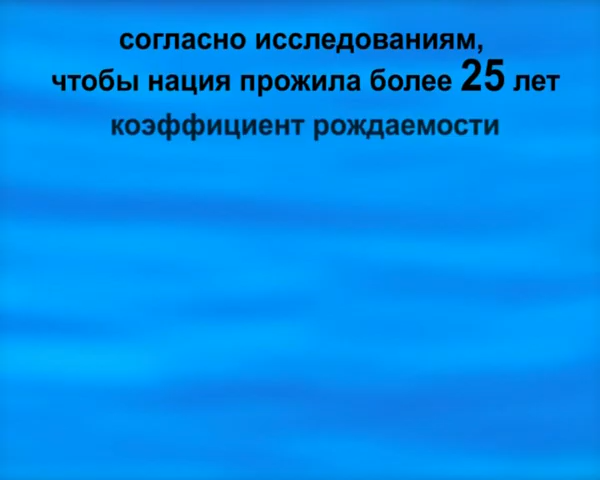 согласно исследованиям,
чтобы нация прожила более 25 лет
коэффициент рождаемости